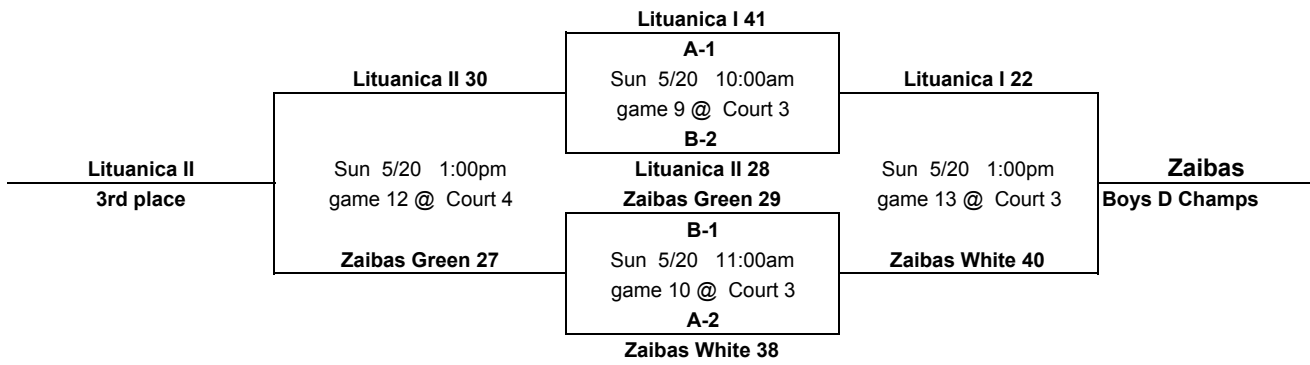 Lituanica I 41
A-1
Lituanica II 30 Sun 5/20 10:00am Lituanica I 22
game 9 @ Court 3
B-2
Lituanica II Sun 5/20 1:00pm Lituanica II 28 Sun 5/20 1:00pm Zaibas
3rd place game 12 @ Court 4 Zaibas Green 29 game 13 @ Court 3 Boys D Champs
B-1
Zaibas Green 27 Sun 5/20 11:00am Zaibas White 40
game 10 @ Court 3
A-2
Zaibas White 38